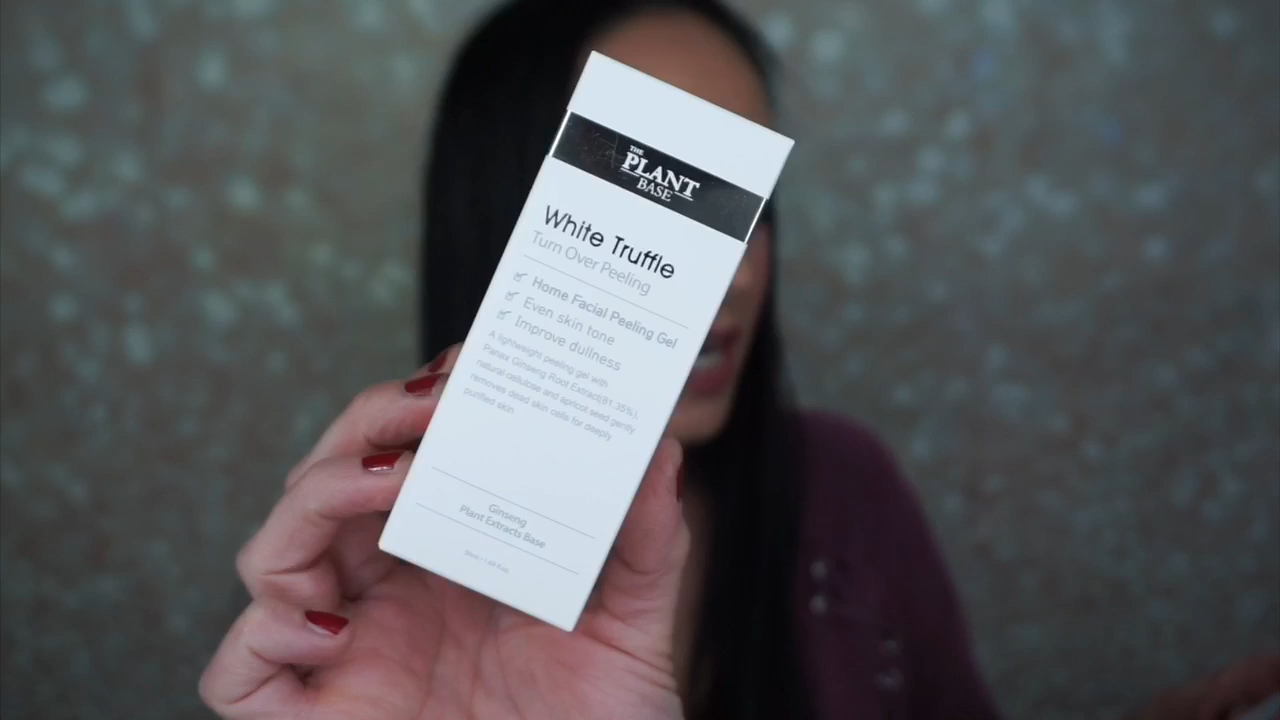 THE
PLANT
BASE
White Truffle
Turn Over Peeling
Home Facial Peeling Gel
Even skin tone
Improve dullness
A lightweight peeling gel with
Panax Ginseng Root Extract(81.35%),
natural cellulose and apricot seed gently
removes dead skin cells for deeply
purified skin.
Ginseng
Plant Extracts Base